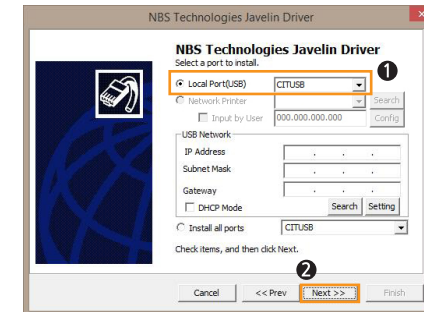 NBS Technologies Javelin Driver
NBS Technologies Javelin Driver
Select a port to install.
Local Port(USB) CITUSB
1
Network Printer Search
Input by User 000.000.000.000 Config
USB Network
IP Address . . .
Subnet Mask . . .
Gateway . . .
DHCP Mode Search Setting
Install all ports CITUSB
Check items, and then click Next.
2
Cancel << Prev Next >> Finish